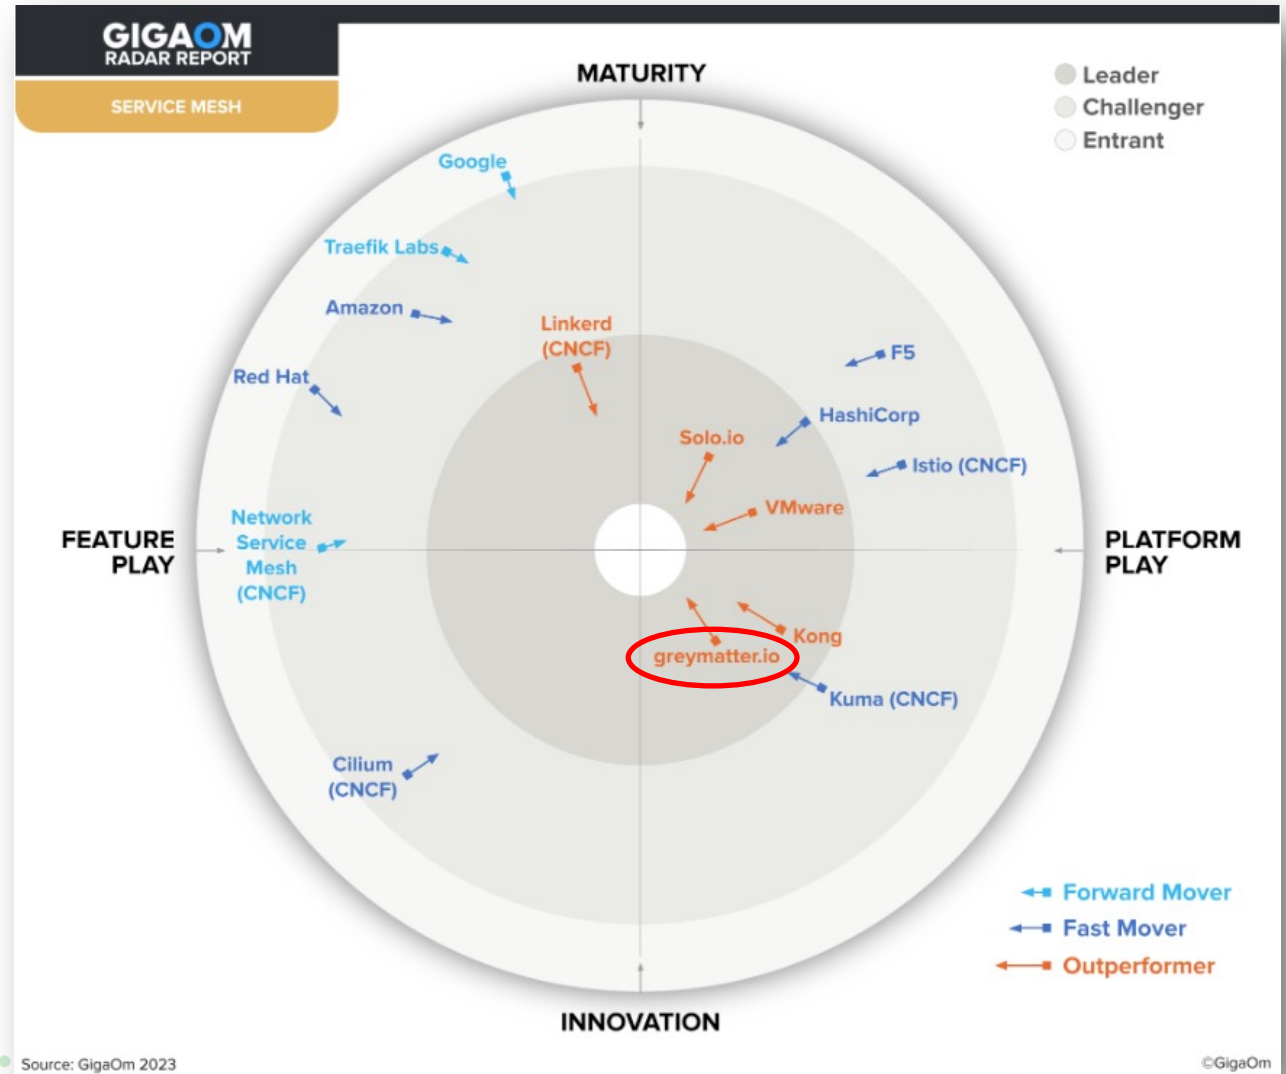 GIGAOM
RADAR REPORT
SERVICE MESH
MATURITY
Leader
Challenger
Entrant
Google
Traefik Labs
Amazon
Linkerd
(CNCF)
Red Hat
F5
HashiCorp
Solo.io
Istio (CNCF)
VMware
Network
Service
Mesh
(CNCF)
FEATURE
PLAY
PLATFORM
PLAY
Kong
greymatter.io
Kuma (CNCF)
Cilium
(CNCF)
Forward Mover
Fast Mover
Outperformer
INNOVATION
Source: GigaOm 2023
©GigaOm